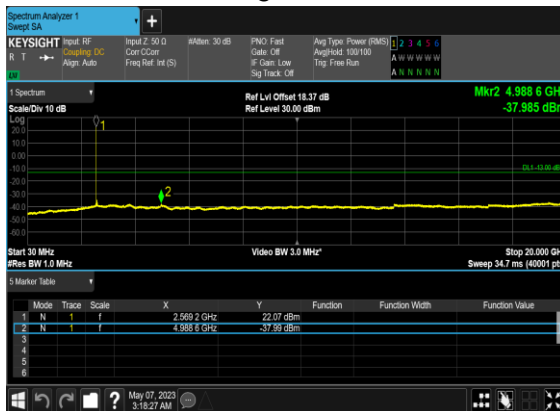 Spectrum Analyzer 1
Swept SA
KEYSIGHT Input: RF Input Z: 50 Ω #Atten: 30 dB PNO: Fast Avg Type: Power (RMS) 1 2 3 4 5 6
R T Coupling: DC Corr CCorr Gate: Off Avg|Hold: 100/100 A W W W W W
Align: Auto Freq Ref: Int (S) IF Gain: Low Trig: Free Run
Sig Track: Off A N N N N N
1 Spectrum Ref Lvl Offset 18.37 dB Mkr2 4.988 6 GH
Scale/Div 10 dB Ref Level 30.00 dBm -37.985 dBr
Log
20.0
10.0
0.00
-10.0
-20.0
-30.0
-40.0
-50.0
-60.0
1
2
DL1 -13.00 dB
Start 30 MHz Video BW 3.0 MHz* Stop 20.000 GH
#Res BW 1.0 MHz Sweep 34.7 ms (40001 pt
5 Marker Table
Mode Trace Scale X Y Function Function Width Function Value
1 N 1 f 2.569 2 GHz 22.07 dBm
2 N 1 f 4.988 6 GHz -37.99 dBm
3
4
5
6
May 07, 2023
3:18:27 AM